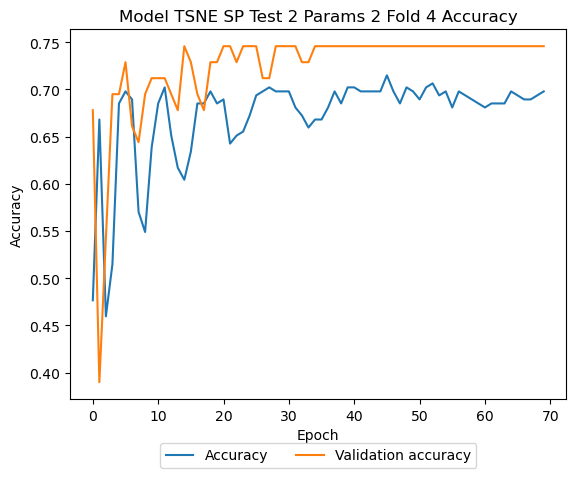 Model TSNE SP Test 2 Params 2 Fold 4 Accuracy
0.75
0.70
0.65
0.60
0.55
0.50
0.45
0.40
Accuracy
0 10 20 30 40 50 60 70
Epoch
Accuracy Validation accuracy